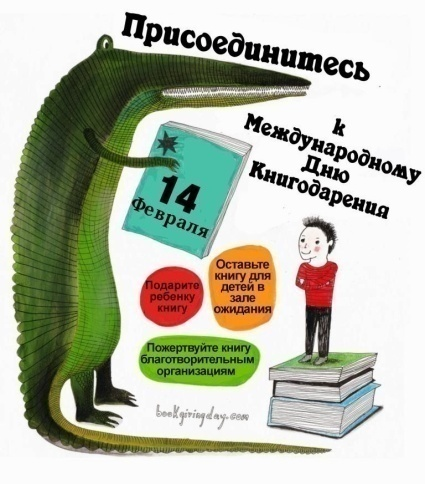 Присоединитесь
к
Международному
Дню
Книгодарения
14
Февраля
Оставьте
книгу для
детей в
зале
ожидания
Подарите
ребенку
книгу
Пожертвуйте книгу
благотворительным
организациям
bookgivingday.com